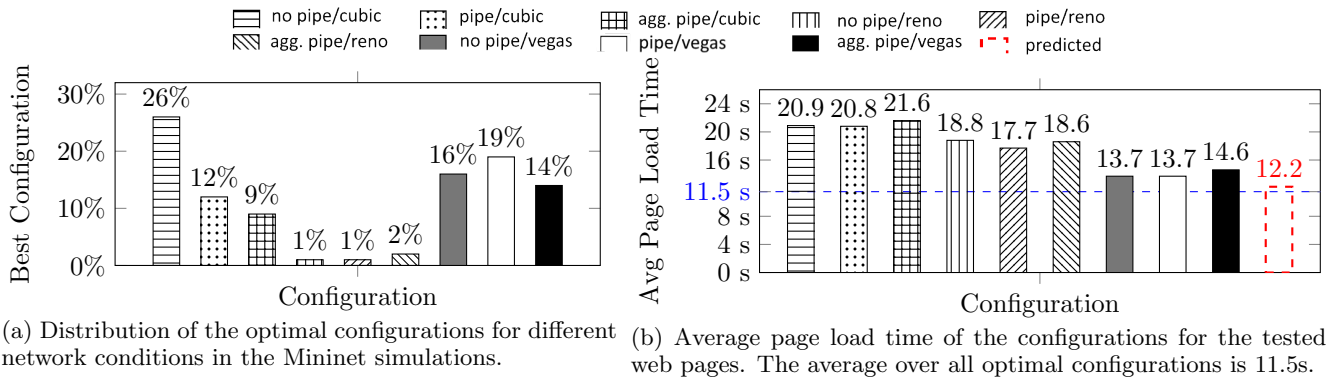 no pipe/cubic pipe/cubic agg. pipe/cubic no pipe/reno pipe/reno
agg. pipe/reno no pipe/vegas pipe/vegas agg. pipe/vegas predicted
Best Configuration
30%
20%
10%
0%
26%
12%
9%
1%
1%
2%
16%
19%
14%
Configuration
(a) Distribution of the optimal configurations for different
network conditions in the Mininet simulations.
Avg Page Load Time
24 s
20 s
16 s
11.5 s
8 s
4 s
0 s
20.9
20.8
21.6
18.8
17.7
18.6
13.7
13.7
14.6
12.2
Configuration
(b) Average page load time of the configurations for the tested
web pages. The average over all optimal configurations is 11.5s.